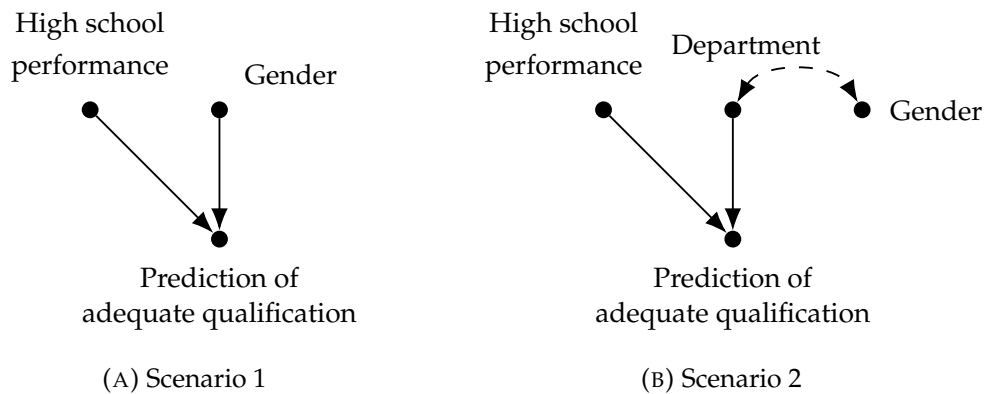 High school
performance
Gender
Prediction of
adequate qualification
(A) Scenario 1
High school
performance
Department
Gender
Prediction of
adequate qualification
(B) Scenario 2